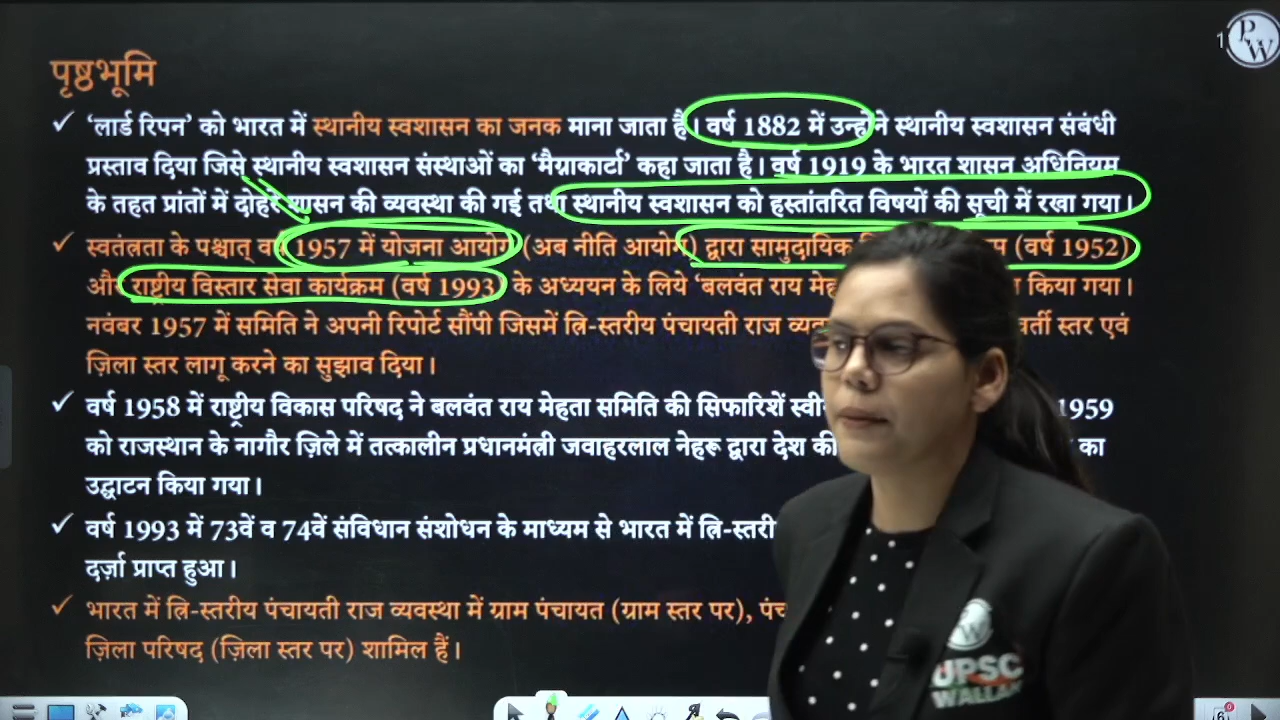 पृष्ठभूमि
1 PW
✓ 'लार्ड रिपन' को भारत में स्थानीय स्वशासन का जनक माना जाता है। वर्ष 1882 में उन्होंने स्थानीय स्वशासन संबंधी
प्रस्ताव दिया जिसे स्थानीय स्वशासन संस्थाओं का 'मैग्नाकार्टा' कहा जाता है। वर्ष 1919 के भारत शासन अधिनियम
के तहत प्रांतों में दोहरे शासन की व्यवस्था की गई तथा स्थानीय स्वशासन को हस्तांतरित विषयों की सूची में रखा गया।
✓ स्वतंत्रता के पश्चात् वर्ष 1957 में योजना आयोग (अब नीति आयोग) द्वारा सामुदायिक (वर्ष 1952)
और राष्ट्रीय विस्तार सेवा कार्यक्रम (वर्ष 1993) के अध्ययन के लिये 'बलवंत राय किया गया।
नवंबर 1957 में समिति ने अपनी रिपोर्ट सौंपी जिसमें त्रि-स्तरीय पंचायती राज स्तर एवं
ज़िला स्तर लागू करने का सुझाव दिया।
✓ वर्ष 1958 में राष्ट्रीय विकास परिषद् ने बलवंत राय मेहता समिति की सिफारिशें 1959
को राजस्थान के नागौर ज़िले में तत्कालीन प्रधानमंत्री जवाहरलाल नेहरू द्वारा देश की का
उद्घाटन किया गया।
✓ वर्ष 1993 में 73वें व 74वें संविधान संशोधन के माध्यम से भारत में
दर्ज़ा प्राप्त हुआ।
✓ भारत में त्रि-स्तरीय पंचायती राज व्यवस्था में ग्राम पंचायत (ग्राम स्तर पर),
ज़िला परिषद (ज़िला स्तर पर) शामिल हैं।
PW
UPSC
WALLAH